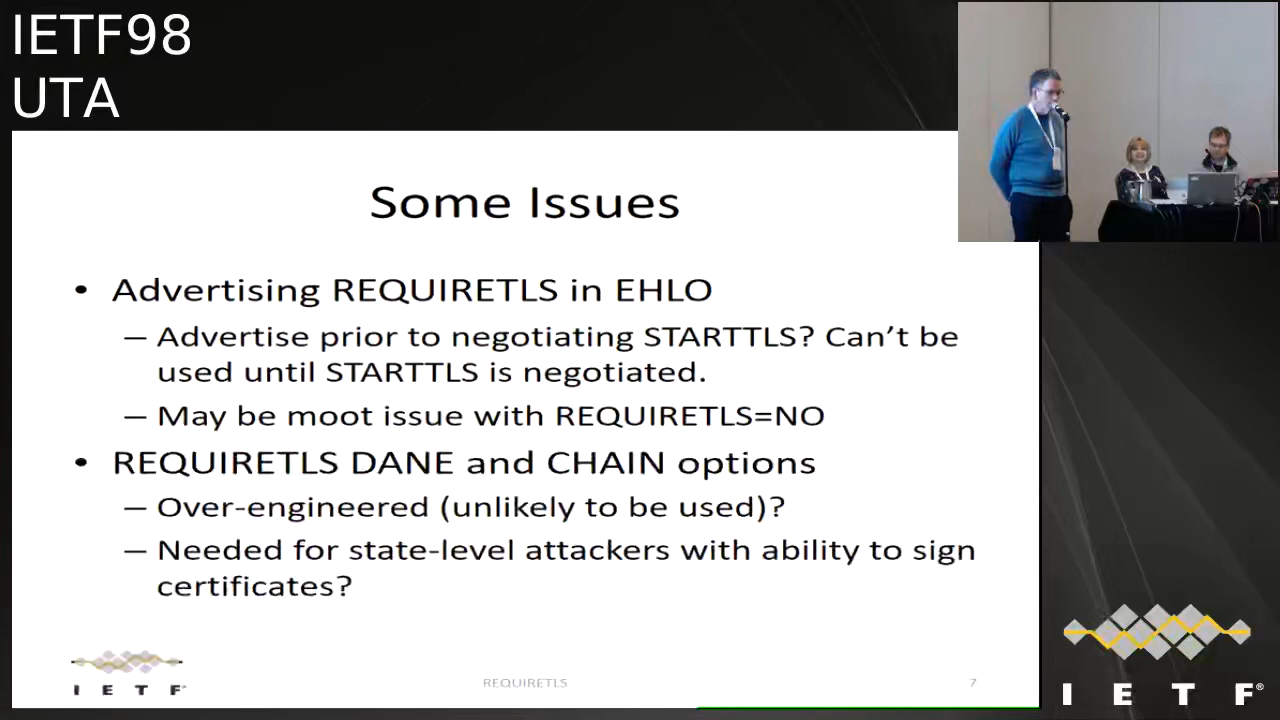 IETF98
UTA
Some Issues
• Advertising REQUIRETLS in EHLO
– Advertise prior to negotiating STARTTLS? Can’t be
used until STARTTLS is negotiated.
– May be moot issue with REQUIRETLS=NO
• REQUIRETLS DANE and CHAIN options
– Over-engineered (unlikely to be used)?
– Needed for state-level attackers with ability to sign
certificates?
I E T F
REQUIRETLS
7
I E T F®